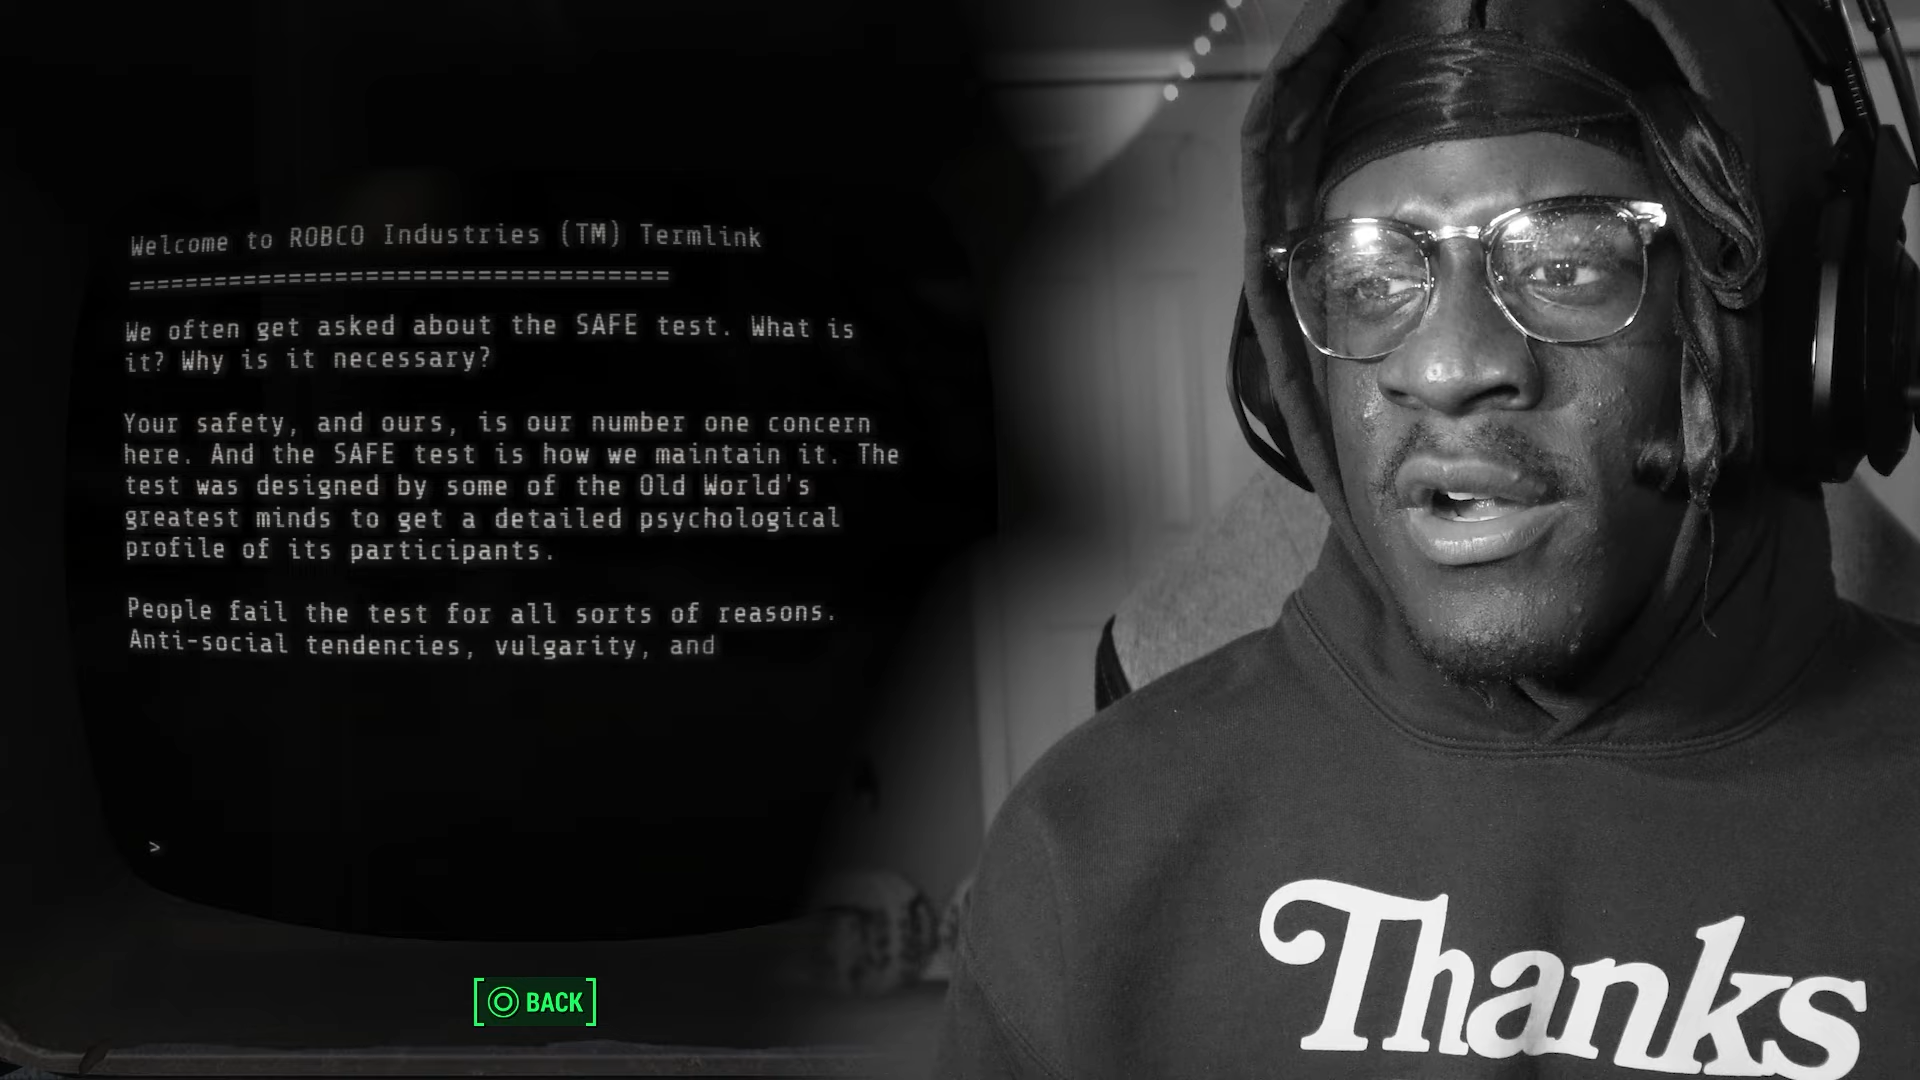 Welcome to ROBCO Industries (TM) Termlink
======================================
We often get asked about the SAFE test. What is
it? Why is it necessary?
Your safety, and ours, is our number one concern
here. And the SAFE test is how we maintain it. The
test was designed by some of the Old World's
greatest minds to get a detailed psychological
profile of its participants.
People fail the test for all sorts of reasons.
Anti-social tendencies, vulgarity, and
>
BACK
Thanks